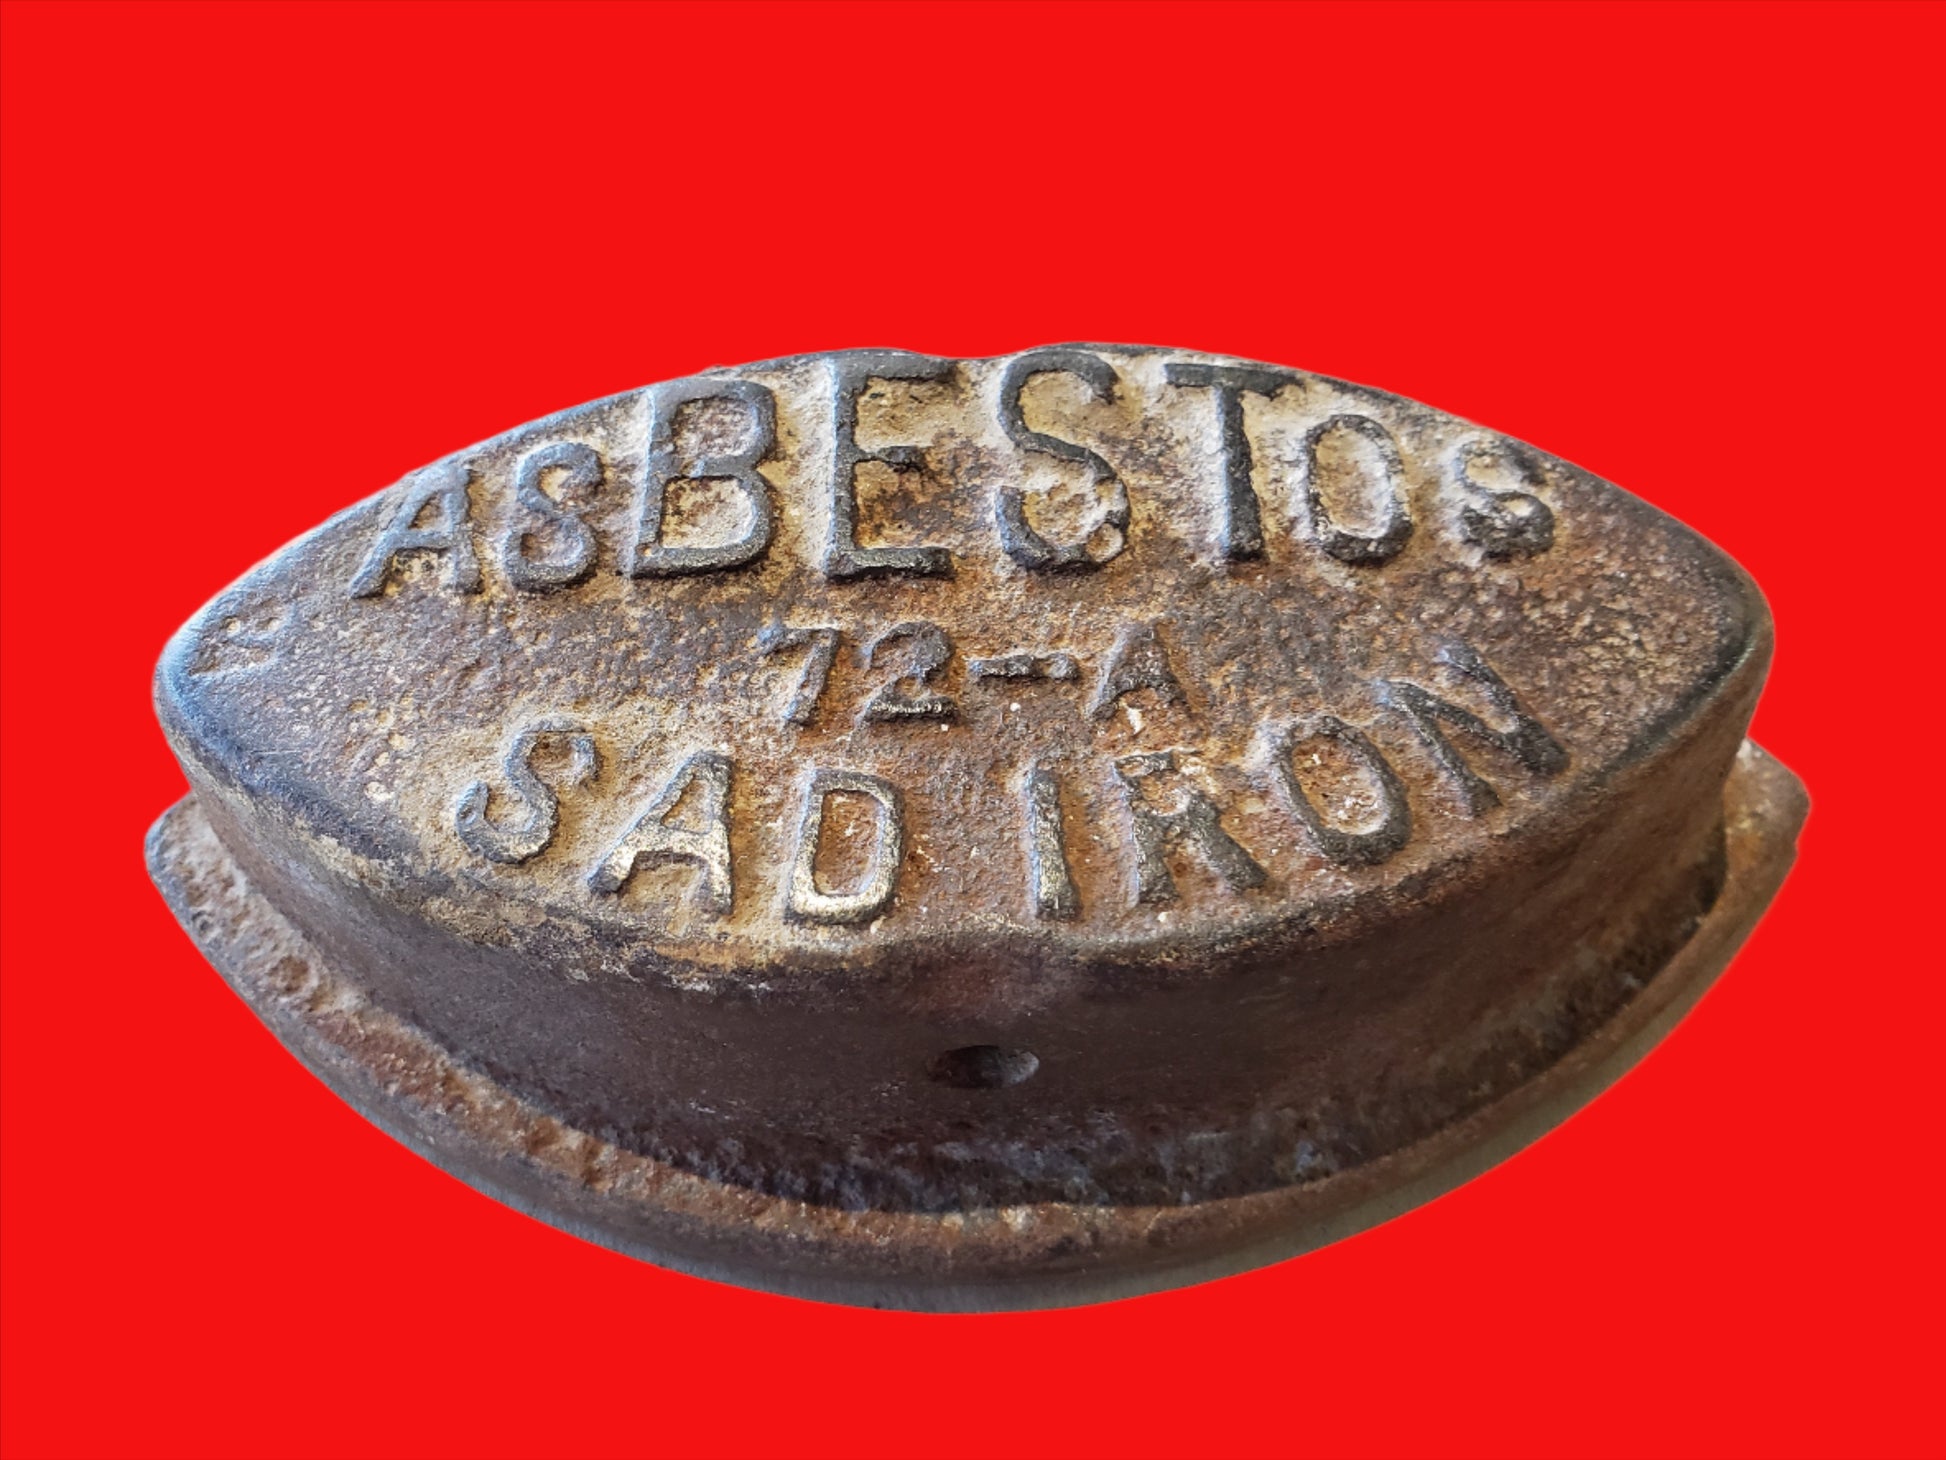 AsBESTos
72-A
SAD IRON